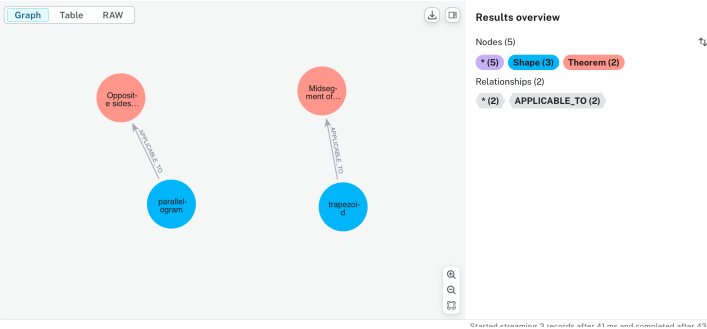 Graph Table RAW
Results overview
Nodes (5)
* (5) Shape (3) Theorem (2)
Relationships (2)
* (2) APPLICABLE_TO (2)
Opposit-
e sides...
Midseg-
ment of...
APPLICABLE_TO
APPLICABLE_TO
parallel-
ogram
trapezoi-
d
Started streaming 3 records after 41 ms and completed after 43